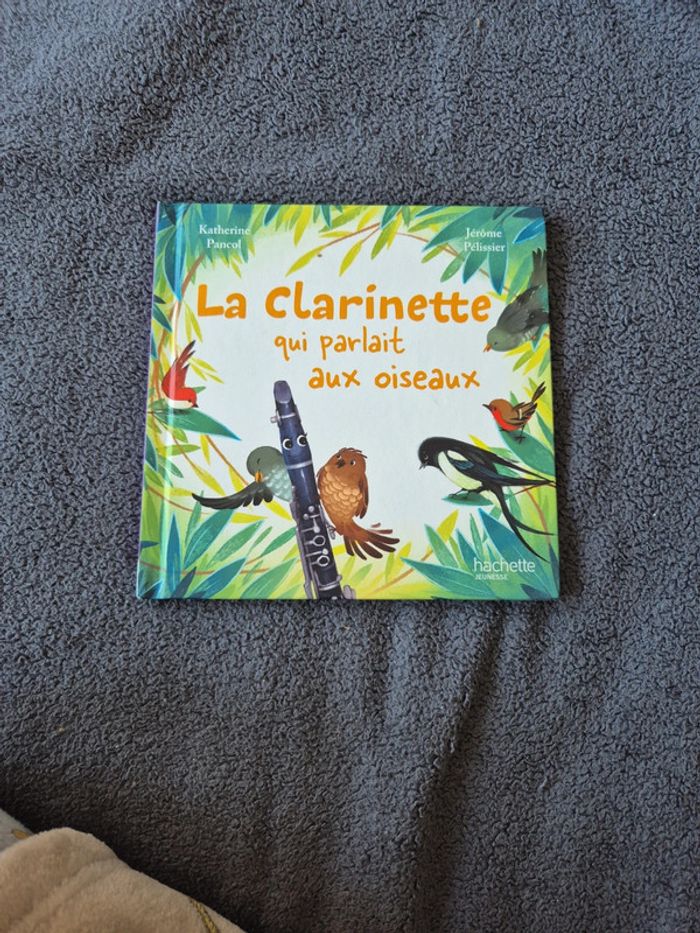 Katherine
Pancol
Jérôme
Pélissier
La Clarinette
qui parlait
aux oiseaux
hachette
JEUNESSE